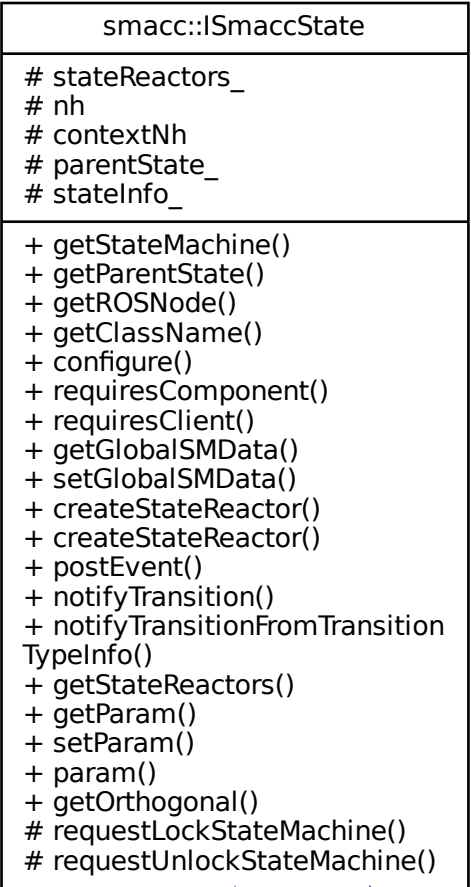 smacc::ISmaccState
# stateReactors_
# nh
# contextNh
# parentState_
# stateInfo_
+ getStateMachine()
+ getParentState()
+ getROSNode()
+ getClassName()
+ configure()
+ requiresComponent()
+ requiresClient()
+ getGlobalSMData()
+ setGlobalSMData()
+ createStateReactor()
+ createStateReactor()
+ postEvent()
+ notifyTransition()
+ notifyTransitionFromTransition
TypeInfo()
+ getStateReactors()
+ getParam()
+ setParam()
+ param()
+ getOrthogonal()
# requestLockStateMachine()
# requestUnlockStateMachine()